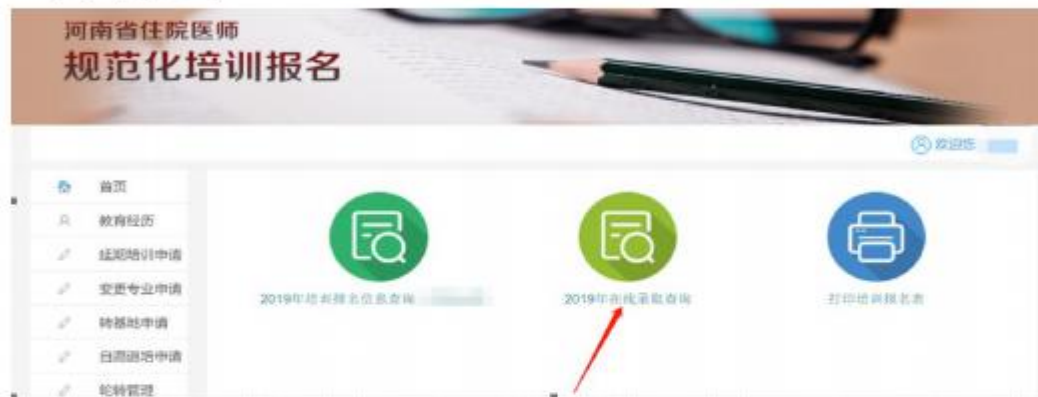 河南省住院医师
规范化培训报名
欢迎您
首页
教育经历
延期培训申请
变更专业申请
转基地申请
自愿退培申请
轮转管理
2019年培训报名信息查询
2019年在线录取查询
打印培训报名表